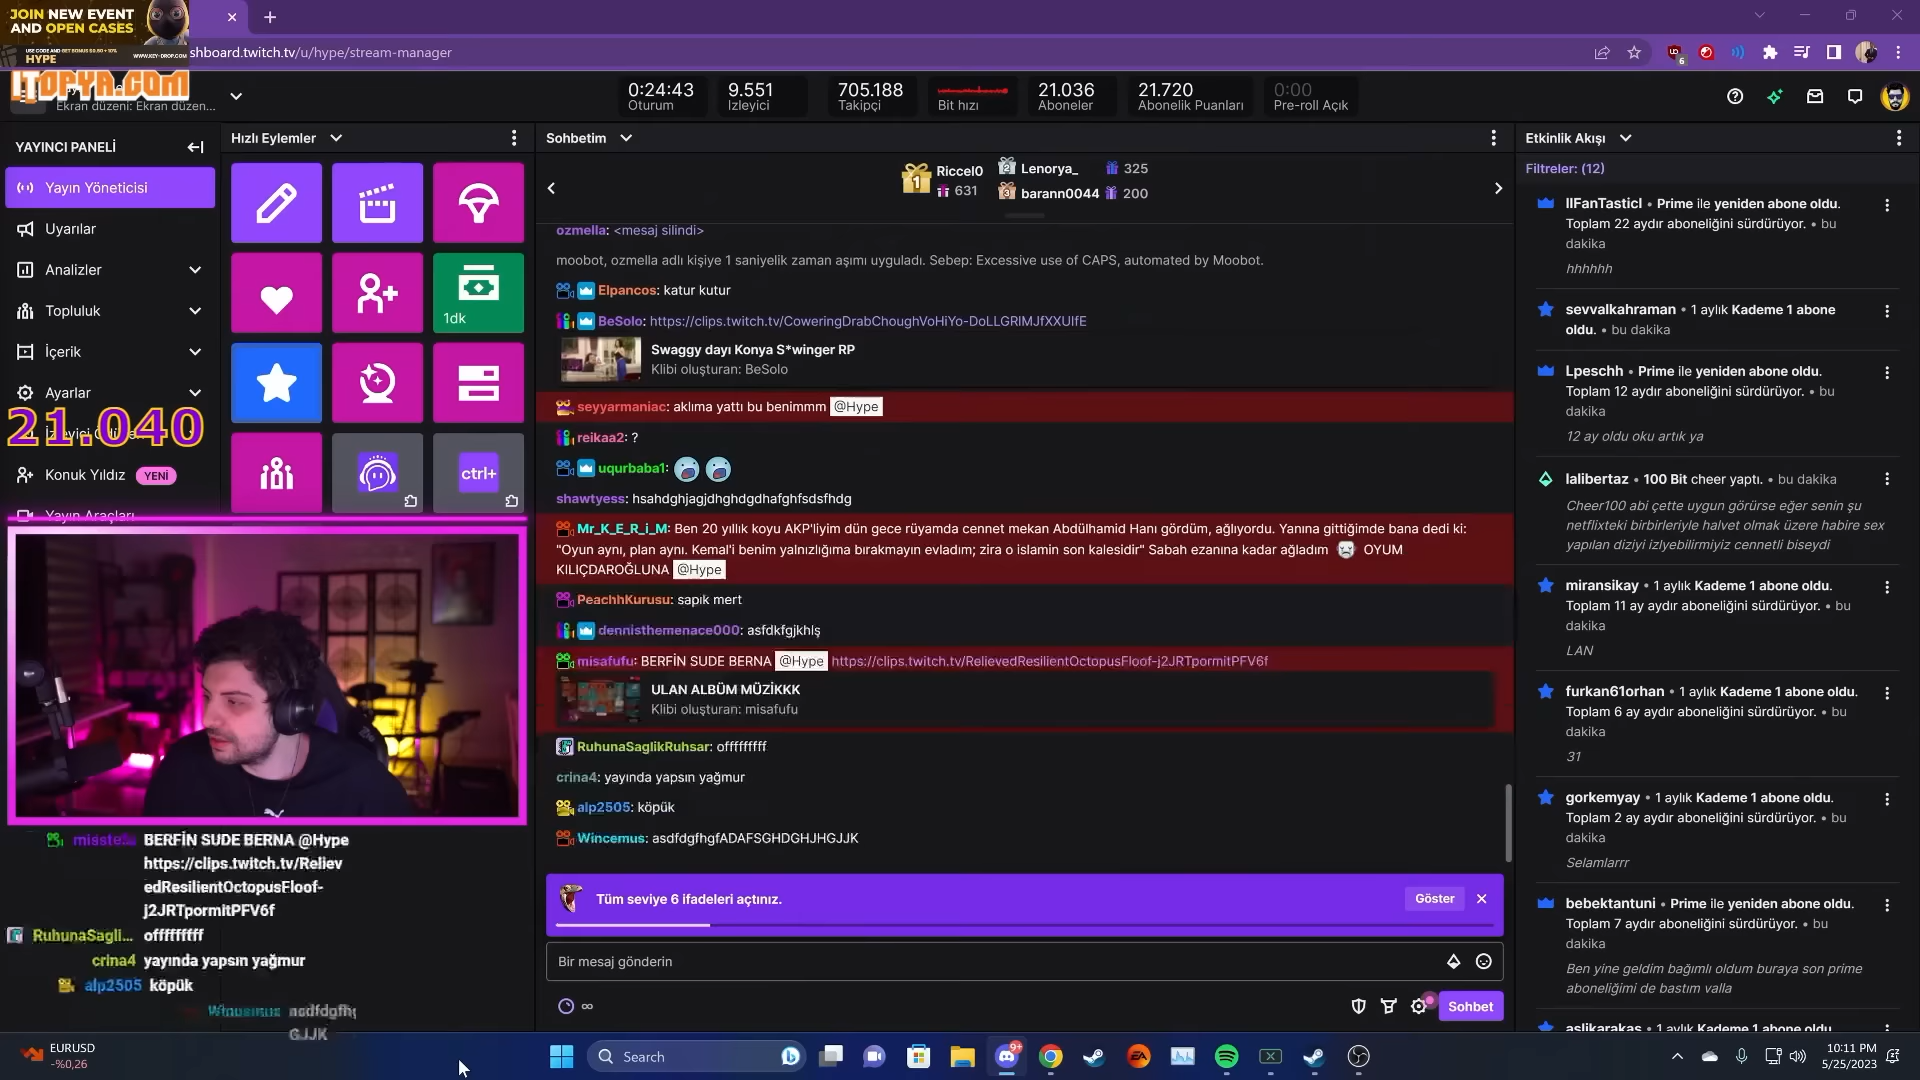 JOIN NEW EVENT
AND OPEN CASES
USE CODE AND GET BONUS $0.50 + 10%
HYPE
WWW.KEY-DROP.COM
shboard.twitch.tv/u/hype/stream-manager
6
ITOPYA.COM
Ekran düzeni: Ekran düzen...
0:24:43
Oturum
9.551
İzleyici
705.188
Takipçi
Bit hızı
21.036
Aboneler
21.720
Abonelik Puanları
0:00
Pre-roll Açık
YAYINCI PANELİ
Yayın Yöneticisi
Uyarılar
Analizler
Topluluk
İçerik
Ayarlar
21.040
Konuk Yıldız YENİ
Yayın Araçları
Hızlı Eylemler
1dk
ctrl+
Sohbetim
1 Riccel0
631
2 Lenorya_ 325
3 barann0044 200
ozmella: <mesaj silindi>
moobot, ozmella adlı kişiye 1 saniyelik zaman aşımı uyguladı. Sebep: Excessive use of CAPS, automated by Moobot.
Elpancos: katur kutur
BeSolo: https://clips.twitch.tv/CoweringDrabChoughVoHiYo-DoLLGRIMJfXXUIfE
Swaggy dayı Konya S*winger RP
Klibi oluşturan: BeSolo
seyyarmaniac: aklıma yattı bu benimmm @Hype
reikaa2: ?
uqurbaba1:
shawtyess: hsahdghjagjdhghdgdhafghfsdsfhdg
Mr_K_E_R_i_M: Ben 20 yıllık koyu AKP'liyim dün gece rüyamda cennet mekan Abdülhamid Hanı gördüm, ağlıyordu. Yanına gittiğimde bana dedi ki:
"Oyun aynı, plan aynı. Kemal'i benim yalnızlığıma bırakmayın evladım; zira o islamin son kalesidir" Sabah ezanına kadar ağladım OYUM
KILIÇDAROĞLUNA @Hype
PeachhKurusu: sapık mert
dennisthemenace000: asfdkfgjkhlş
misafufu: BERFİN SUDE BERNA @Hype https://clips.twitch.tv/RelievedResilientOctopusFloof-j2JRTpormitPFV6f
ULAN ALBÜM MÜZİKKK
Klibi oluşturan: misafufu
RuhunaSaglikRuhsar: offfffffff
crina4: yayında yapsın yağmur
alp2505: köpük
Wincemus: asdfdgfhgfADAFSGHDGHJHGJJK
Tüm seviye 6 ifadeleri açtınız.
Göster
Bir mesaj gönderin
∞
Sohbet
Etkinlik Akışı
Filtreler: (12)
IIFanTasticI • Prime ile yeniden abone oldu.
Toplam 22 aydır aboneliğini sürdürüyor. • bu
dakika
hhhhhh
sevvalkahraman • 1 aylık Kademe 1 abone
oldu. • bu dakika
Lpeschh • Prime ile yeniden abone oldu.
Toplam 12 aydır aboneliğini sürdürüyor. • bu
dakika
12 ay oldu oku artık ya
lalibertaz • 100 Bit cheer yaptı. • bu dakika
Cheer100 abi çette uygun görürse eğer senin şu
netflixteki birbirleriyle halvet olmak üzere habire sex
yapılan diziyi izlyebilirmiyiz cennetli biseydi
miransikay • 1 aylık Kademe 1 abone oldu.
Toplam 11 ay aydır aboneliğini sürdürüyor. • bu
dakika
LAN
furkan61orhan • 1 aylık Kademe 1 abone oldu.
Toplam 6 ay aydır aboneliğini sürdürüyor. • bu
dakika
31
gorkemyay • 1 aylık Kademe 1 abone oldu.
Toplam 2 ay aydır aboneliğini sürdürüyor. • bu
dakika
Selamlarrr
bebektantuni • Prime ile yeniden abone oldu.
Toplam 7 aydır aboneliğini sürdürüyor. • bu
dakika
Ben yine geldim bağımlı oldum buraya son prime
aboneliğimi de bastım valla
aslikarakas • 1 aylık Kademe 1 abone oldu.
BERFİN SUDE BERNA @Hype
https://clips.twitch.tv/Reliev
edResilientOctopusFloof-
j2JRTpormitPFV6f
RuhunaSagli... offfffffff
crina4 yayında yapsın yağmur
alp2505 köpük
GJJK
EURUSD
-%0,26
Search
9+
10:11 PM
5/25/2023